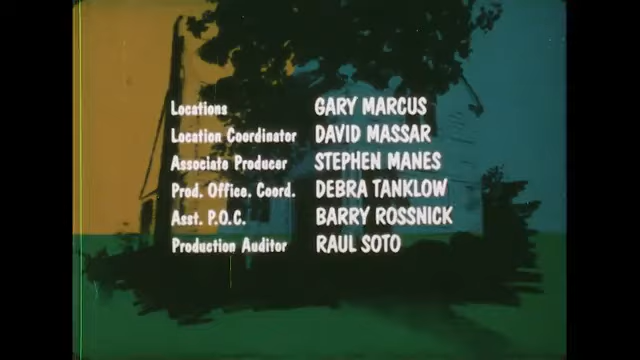 Locations GARY MARCUS
Location Coordinator DAVID MASSAR
Associate Producer STEPHEN MANES
Prod. Office. Coord. DEBRA TANKLOW
Asst. P.O.C. BARRY ROSSNICK
Production Auditor RAUL SOTO